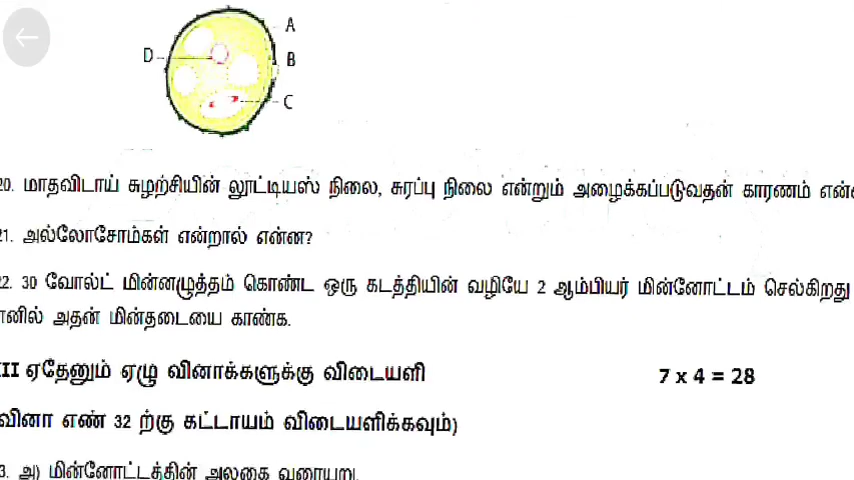 A
D
B
C
20. மாதவிடாய் சுழற்சியின் லூட்டியஸ் நிலை, சுரப்பு நிலை என்றும் அழைக்கப்படுவதன் காரணம்
21. அல்லோசோம்கள் என்றால் என்ன?
22. 30 வோல்ட் மின்னழுத்தம் கொண்ட ஒரு கடத்தியின் வழியே 2 ஆம்பியர் மின்னோட்டம் செல்கிறது
எனில் அதன் மின்தடையை காண்க.
III ஏதேனும் ஏழு வினாக்களுக்கு விடையளி 7 x 4 = 28
வினா எண் 32 ற்கு கட்டாயம் விடையளிக்கவும்)
3. அ) மின்னோட்டத்தின் அலகை வரையறு.